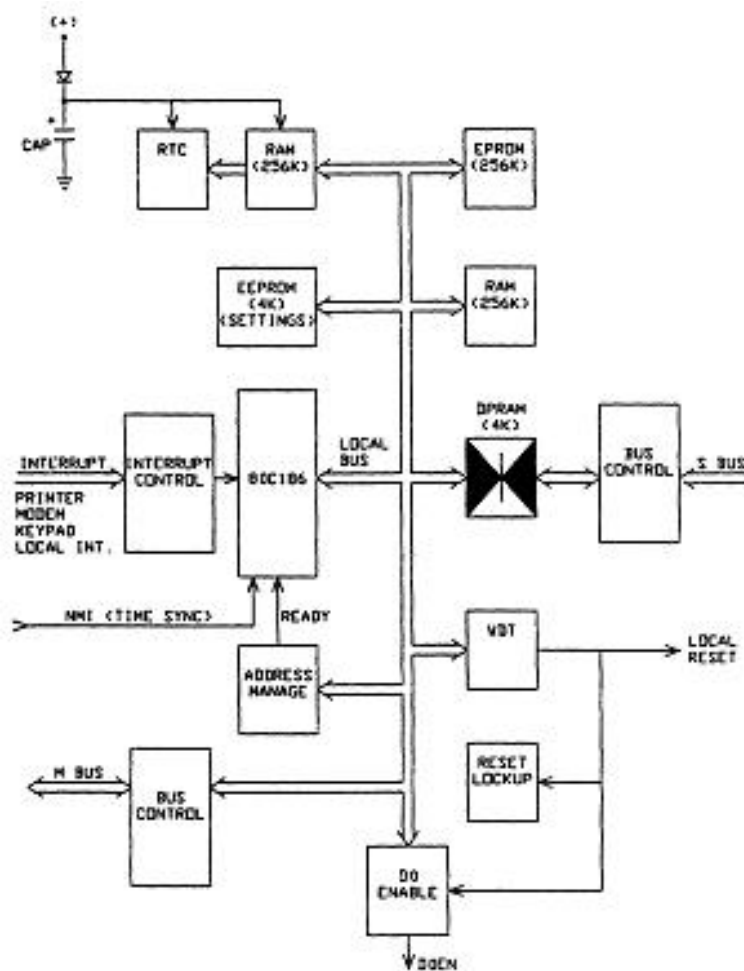 (+)
+
CAP
RTC
RAM
(256K)
EPROM
(256K)
EEPROM
(4K)
(SETTINGS)
RAM
(256K)
DPRAM
(4K)
INTERRUPT
PRINTER
MODEM
KEYPAD
LOCAL INT.
INTERRUPT
CONTROL
80C186
LOCAL
BUS
BUS
CONTROL
S BUS
NMI (TIME SYNC)
READY
ADDRESS
MANAGE
WDT
LOCAL
RESET
M BUS
BUS
CONTROL
RESET
LOCKUP
DO
ENABLE
DOEN